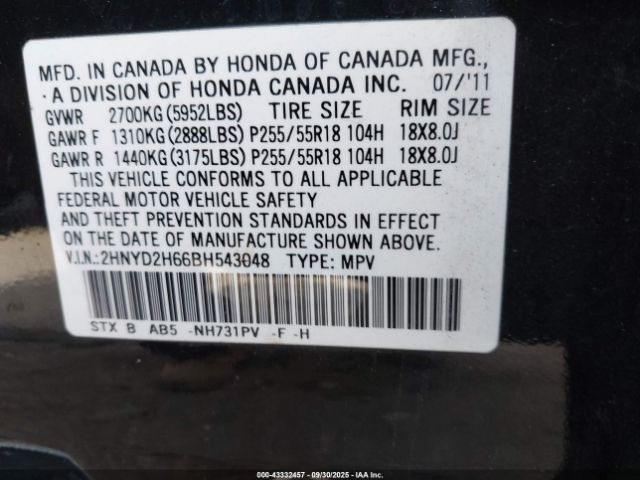 MFD. IN CANADA BY HONDA OF CANADA MFG.,
A DIVISION OF HONDA CANADA INC. 07/'11
GVWR 2700KG(5952LBS) TIRE SIZE RIM SIZE
GAWR F 1310KG(2888LBS) P255/55R18 104H 18X8.0J
GAWR R 1440KG(3175LBS) P255/55R18 104H 18X8.0J
THIS VEHICLE CONFORMS TO ALL APPLICABLE
FEDERAL MOTOR VEHICLE SAFETY
AND THEFT PREVENTION STANDARDS IN EFFECT
ON THE DATE OF MANUFACTURE SHOWN ABOVE.
V.I.N.:2HNYD2H66BH543048 TYPE: MPV
STX B AB5 -NH731PV -F -H
000-43332457 - 09/30/2025 - IAAI.COM